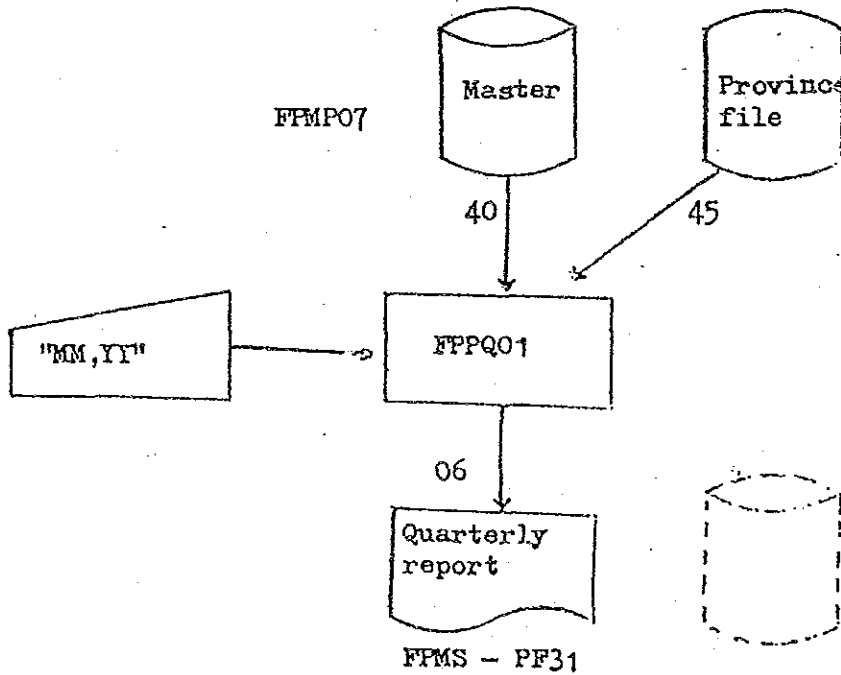 Master
Province
file
FPMP07
40
45
"MM,YY"
FPPQ01
06
Quarterly
report
FPMS - PF31